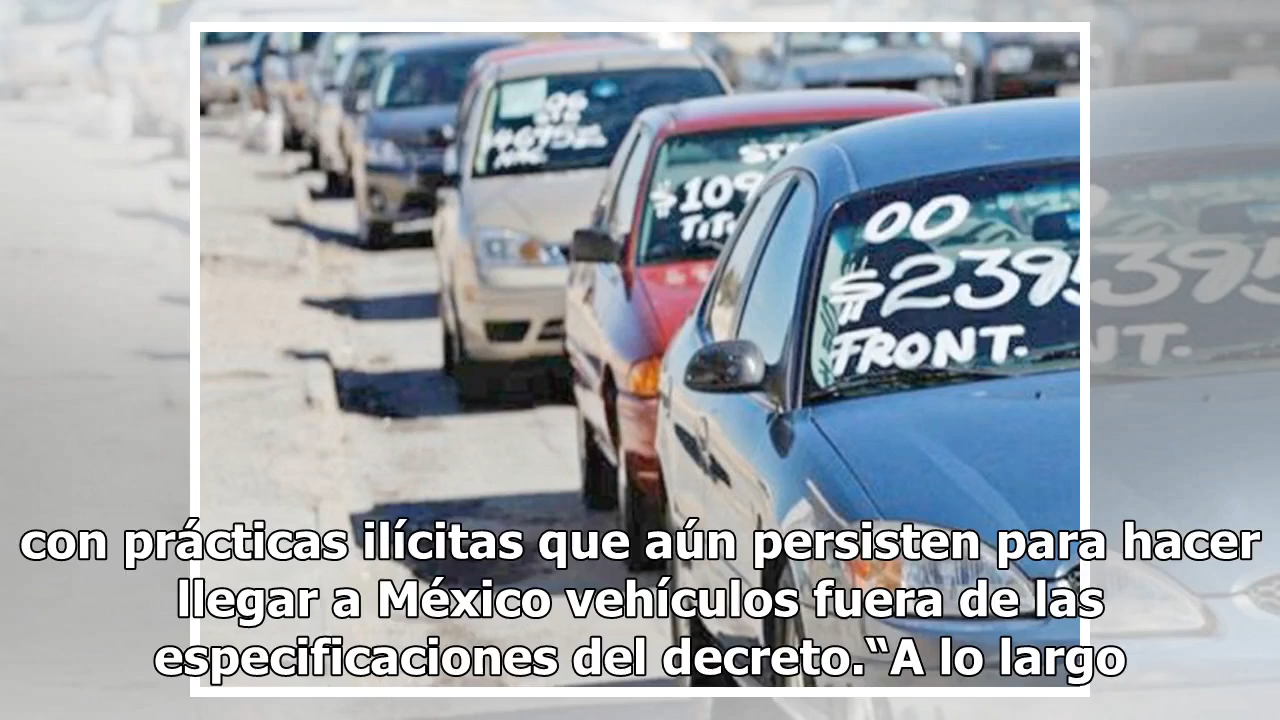 00
$2395
FRONT.
$109
con prácticas ilícitas que aún persisten para hacer
llegar a México vehículos fuera de las
especificaciones del decreto.“A lo largo